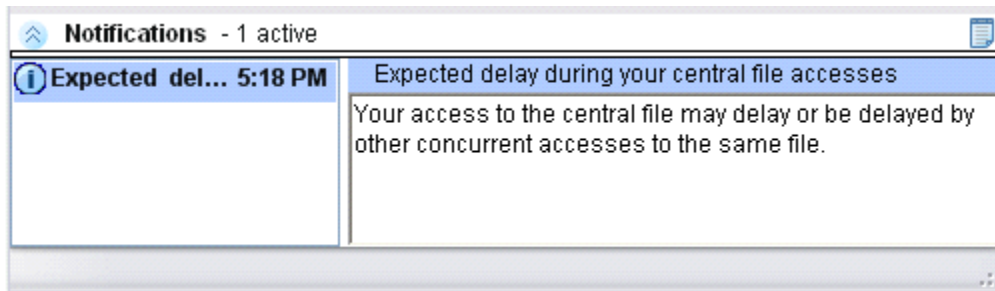 Notifications - 1 active
Expected del... 5:18 PM
Expected delay during your central file accesses
Your access to the central file may delay or be delayed by
other concurrent accesses to the same file.